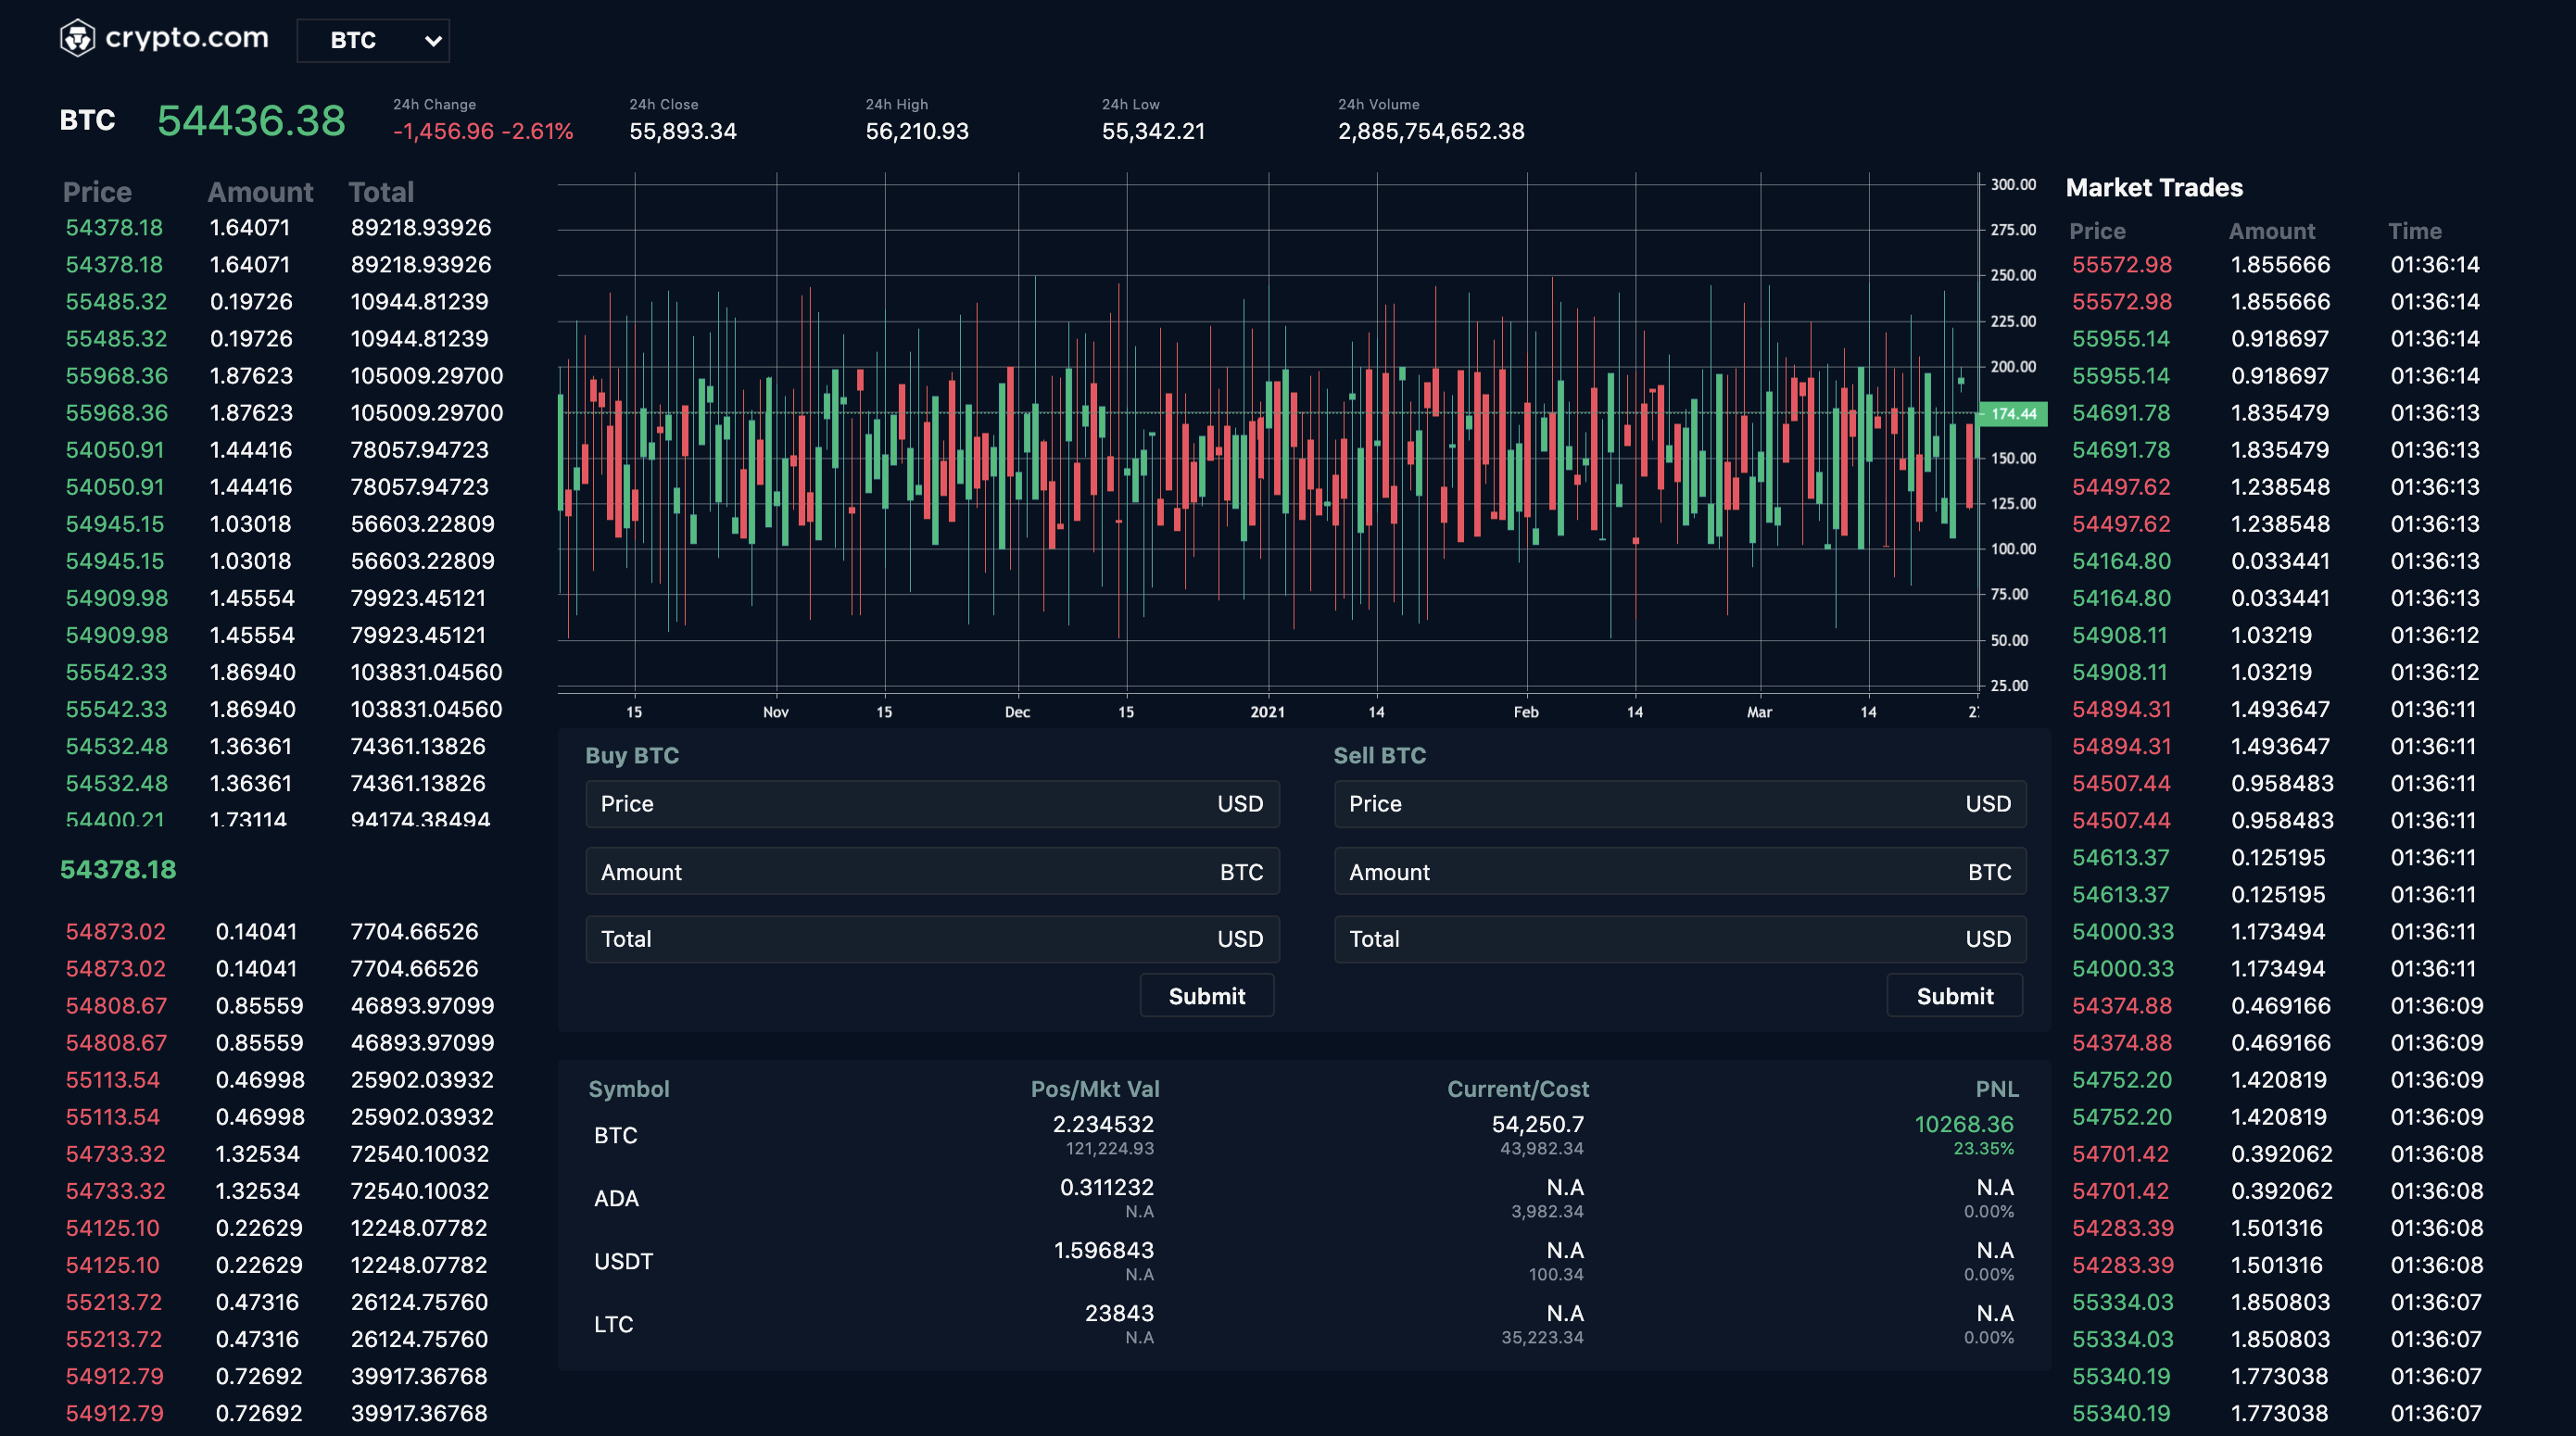 crypto.com BTC
BTC 54436.38
24h Change 24h Close 24h High 24h Low 24h Volume
-1,456.96 -2.61% 55,893.34 56,210.93 55,342.21 2,885,754,652.38
Price Amount Total
54378.18 1.64071 89218.93926
54378.18 1.64071 89218.93926
55485.32 0.19726 10944.81239
55485.32 0.19726 10944.81239
55968.36 1.87623 105009.29700
55968.36 1.87623 105009.29700
54050.91 1.44416 78057.94723
54050.91 1.44416 78057.94723
54945.15 1.03018 56603.22809
54945.15 1.03018 56603.22809
54909.98 1.45554 79923.45121
54909.98 1.45554 79923.45121
55542.33 1.86940 103831.04560
55542.33 1.86940 103831.04560
54532.48 1.36361 74361.13826
54532.48 1.36361 74361.13826
54400.21 1.73114 94174.38494
54378.18
54873.02 0.14041 7704.66526
54873.02 0.14041 7704.66526
54808.67 0.85559 46893.97099
54808.67 0.85559 46893.97099
55113.54 0.46998 25902.03932
55113.54 0.46998 25902.03932
54733.32 1.32534 72540.10032
54733.32 1.32534 72540.10032
54125.10 0.22629 12248.07782
54125.10 0.22629 12248.07782
55213.72 0.47316 26124.75760
55213.72 0.47316 26124.75760
54912.79 0.72692 39917.36768
54912.79 0.72692 39917.36768
300.00
275.00
250.00
225.00
200.00
174.44
150.00
125.00
100.00
75.00
50.00
25.00
15 Nov 15 Dec 15 2021 14 Feb 14 Mar 14
Buy BTC
Price USD
Amount BTC
Total USD
Submit
Sell BTC
Price USD
Amount BTC
Total USD
Submit
Symbol Pos/Mkt Val Current/Cost PNL
BTC 2.234532 54,250.7 10268.36
121,224.93 43,982.34 23.35%
ADA 0.311232 N.A N.A
N.A 3,982.34 0.00%
USDT 1.596843 N.A N.A
N.A 100.34 0.00%
LTC 23843 N.A N.A
N.A 35,223.34 0.00%
Market Trades
Price Amount Time
55572.98 1.855666 01:36:14
55572.98 1.855666 01:36:14
55955.14 0.918697 01:36:14
55955.14 0.918697 01:36:14
54691.78 1.835479 01:36:13
54691.78 1.835479 01:36:13
54497.62 1.238548 01:36:13
54497.62 1.238548 01:36:13
54164.80 0.033441 01:36:13
54164.80 0.033441 01:36:13
54908.11 1.03219 01:36:12
54908.11 1.03219 01:36:12
54894.31 1.493647 01:36:11
54894.31 1.493647 01:36:11
54507.44 0.958483 01:36:11
54507.44 0.958483 01:36:11
54613.37 0.125195 01:36:11
54613.37 0.125195 01:36:11
54000.33 1.173494 01:36:11
54000.33 1.173494 01:36:11
54374.88 0.469166 01:36:09
54374.88 0.469166 01:36:09
54752.20 1.420819 01:36:09
54752.20 1.420819 01:36:09
54701.42 0.392062 01:36:08
54701.42 0.392062 01:36:08
54283.39 1.501316 01:36:08
54283.39 1.501316 01:36:08
55334.03 1.850803 01:36:07
55334.03 1.850803 01:36:07
55340.19 1.773038 01:36:07
55340.19 1.773038 01:36:07